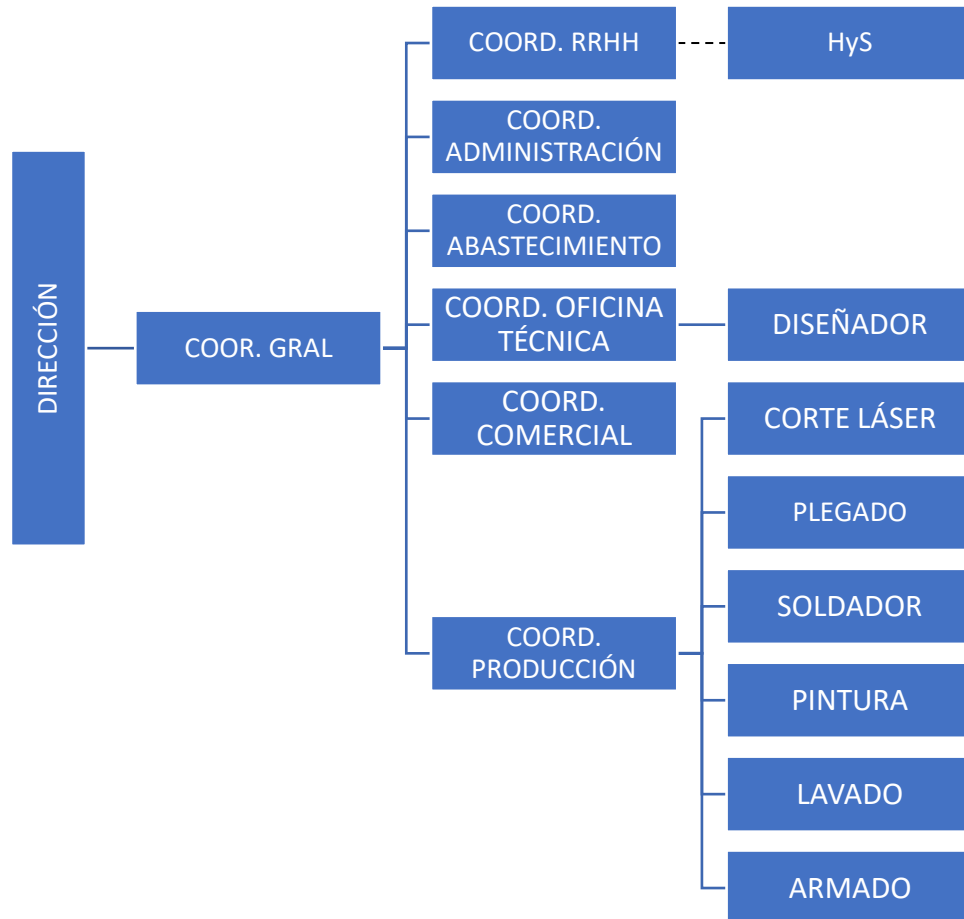 DIRECCIÓN
COOR. GRAL
COORD. RRHH
HyS
COORD.
ADMINISTRACIÓN
COORD.
ABASTECIMIENTO
COORD. OFICINA
TÉCNICA
DISEÑADOR
COORD.
COMERCIAL
COORD.
PRODUCCIÓN
CORTE LÁSER
PLEGADO
SOLDADOR
PINTURA
LAVADO
ARMADO